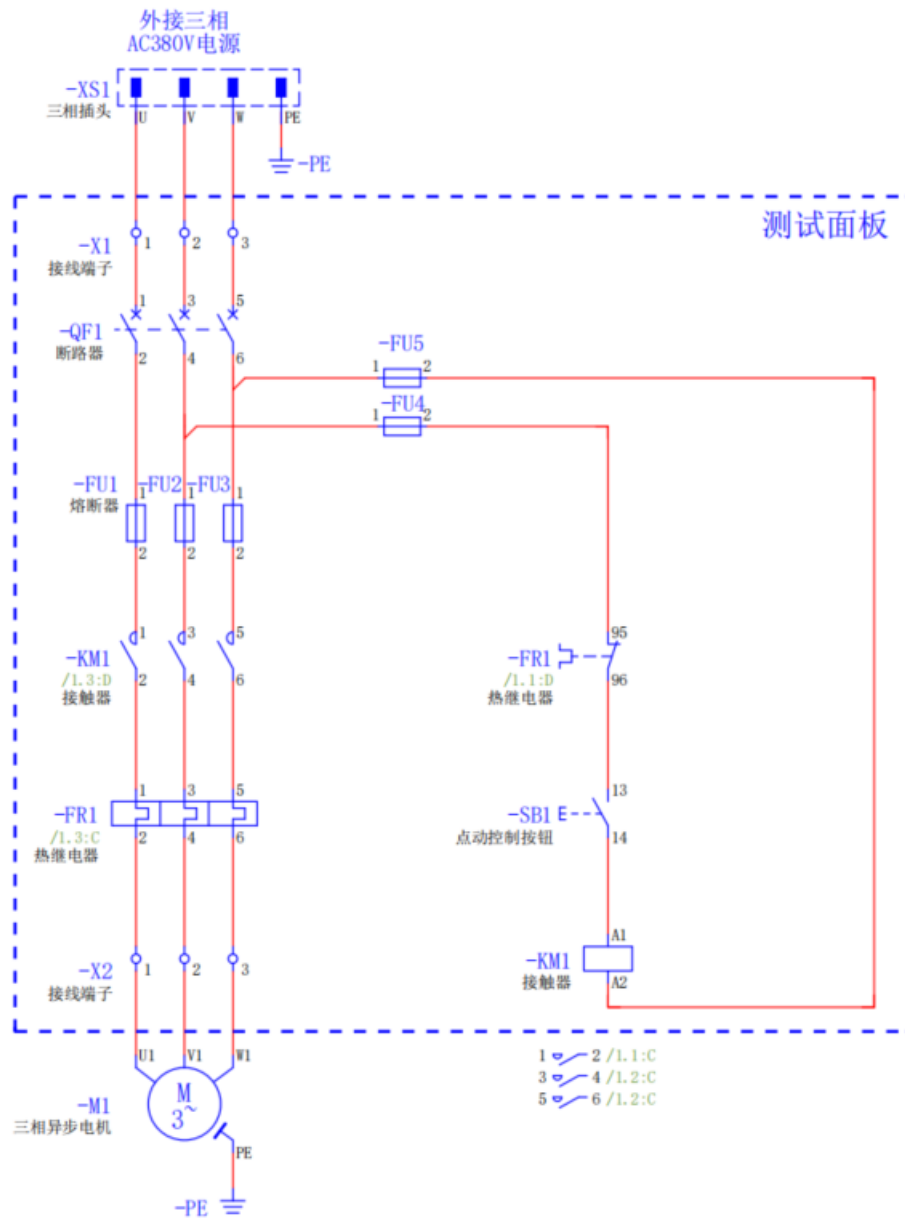 外接三相
AC380V电源
-XS1
三相插头
U V W PE
-PE
测试面板
-X1
接线端子
1 2 3
1 3 5
-QF1
断路器
2 4 6
-FU5
1 2
-FU4
1 2
-FU1 -FU2 -FU3
熔断器
1 1 1
2 2 2
1 3 5
-KM1
/1.3:D
接触器
2 4 6
95
-FR1
/1.1:D
热继电器
96
1 3 5
-FR1
/1.3:C
热继电器
2 4 6
13
-SB1
点动控制按钮
14
A1
-KM1
接触器
A2
-X2
接线端子
1 2 3
U1 V1 W1
-M1
三相异步电机
M
3~
PE
-PE
1 2 /1.1:C
3 4 /1.2:C
5 6 /1.2:C